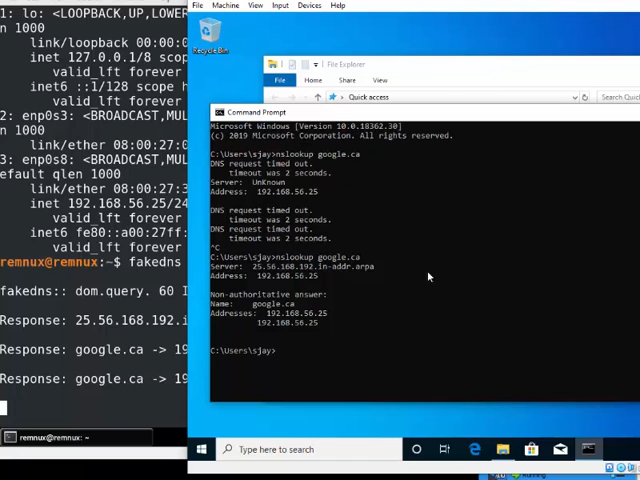 1: lo: <LOOPBACK,UP,LOWER
n 1000
link/loopback 00:00:0
inet 127.0.0.1/8 scop
valid_lft forever
inet6 ::1/128 scope h
valid_lft forever
2: enp0s3: <BROADCAST,MUL
n 1000
link/ether 08:00:27:0
3: enp0s8: <BROADCAST,MUL
efault qlen 1000
link/ether 08:00:27:
inet 192.168.56.25/24
valid_lft forever
inet6 fe80::a00:27ff:
valid_lft forever
remnux@remnux:~$ fakedns
fakedns:: dom.query. 60 I
Response: 25.56.168.192.i
Response: google.ca -> 19
Response: google.ca -> 19
remnux@remnux: ~
File Machine View Input Devices Help
Recycle Bin
File Explorer
File Home Share View
Quick access
Search Quick
Command Prompt
Microsoft Windows [Version 10.0.18362.30]
(c) 2019 Microsoft Corporation. All rights reserved.
C:\Users\sjay>nslookup google.ca
DNS request timed out.
timeout was 2 seconds.
Server: UnKnown
Address: 192.168.56.25
DNS request timed out.
timeout was 2 seconds.
DNS request timed out.
timeout was 2 seconds.
^C
C:\Users\sjay>nslookup google.ca
Server: 25.56.168.192.in-addr.arpa
Address: 192.168.56.25
Non-authoritative answer:
Name: google.ca
Addresses: 192.168.56.25
192.168.56.25
C:\Users\sjay>
Type here to search
Running